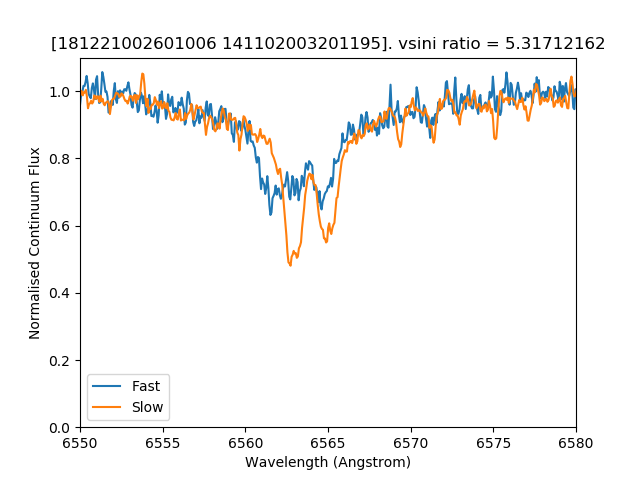 [181221002601006 141102003201195]. vsini ratio = 5.31712162
Normalised Continuum Flux
1.0
0.8
0.6
0.4
0.2
0.0
Fast
Slow
6550 6555 6560 6565 6570 6575 6580
Wavelength (Angstrom)